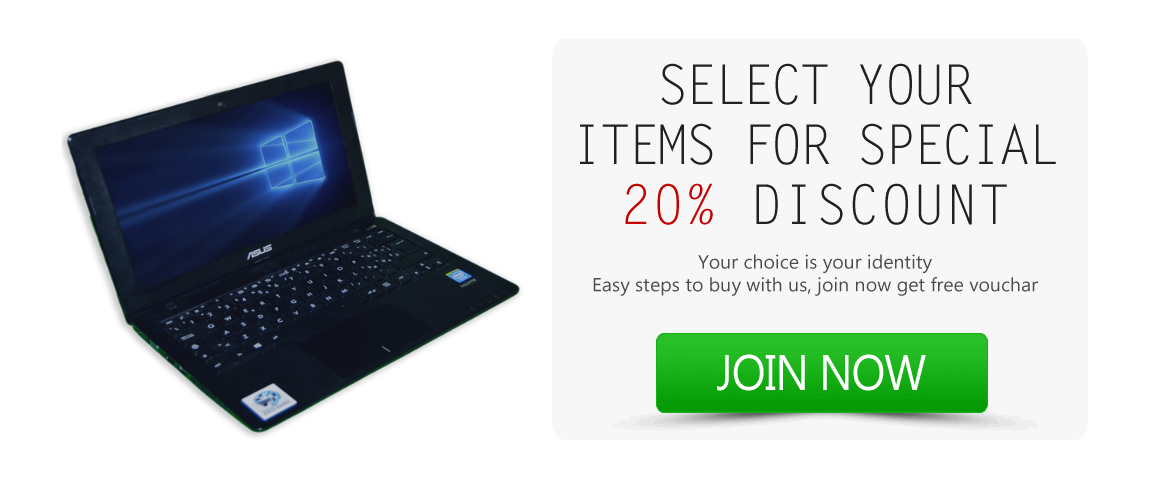 ASUS
SELECT YOUR
ITEMS FOR SPECIAL
20% DISCOUNT
Your choice is your identity
Easy steps to buy with us, join now get free vouchar
JOIN NOW